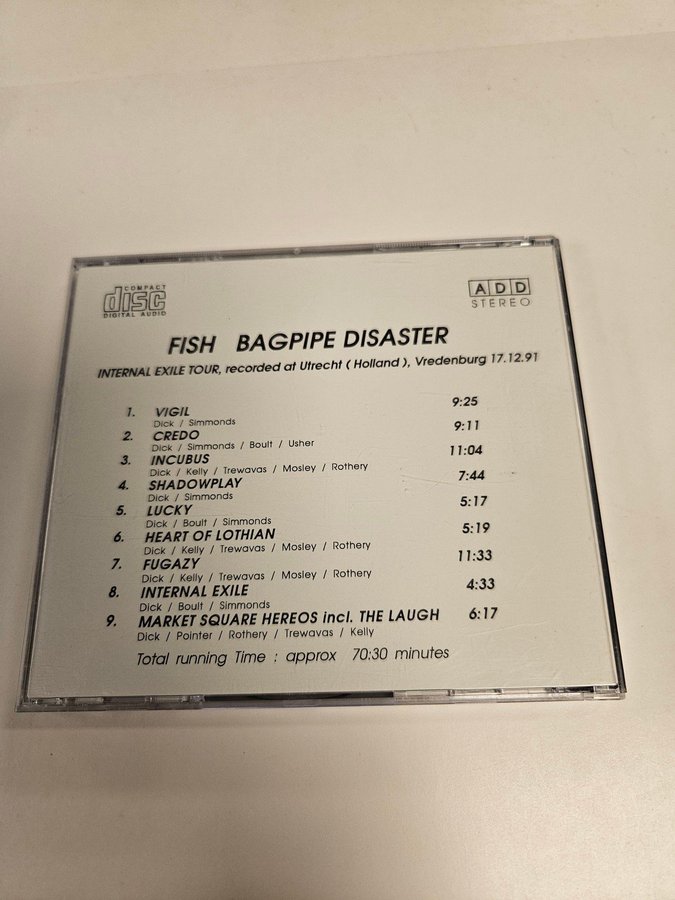 COMPACT
disc
DIGITAL AUDIO
ADD
STEREO
FISH BAGPIPE DISASTER
INTERNAL EXILE TOUR, recorded at Utrecht ( Holland ), Vredenburg 17.12.91
1. VIGIL 9:25
Dick / Simmonds
2. CREDO 9:11
Dick / Simmonds / Boult / Usher
3. INCUBUS 11:04
Dick / Kelly / Trewavas / Mosley / Rothery
4. SHADOWPLAY 7:44
Dick / Simmonds
5. LUCKY 5:17
Dick / Boult / Simmonds
6. HEART OF LOTHIAN 5:19
Dick / Kelly / Trewavas / Mosley / Rothery
7. FUGAZY 11:33
Dick / Kelly / Trewavas / Mosley / Rothery
8. INTERNAL EXILE 4:33
Dick / Boult / Simmonds
9. MARKET SQUARE HEREOS incl. THE LAUGH 6:17
Dick / Pointer / Rothery / Trewavas / Kelly
Total running Time : approx 70:30 minutes